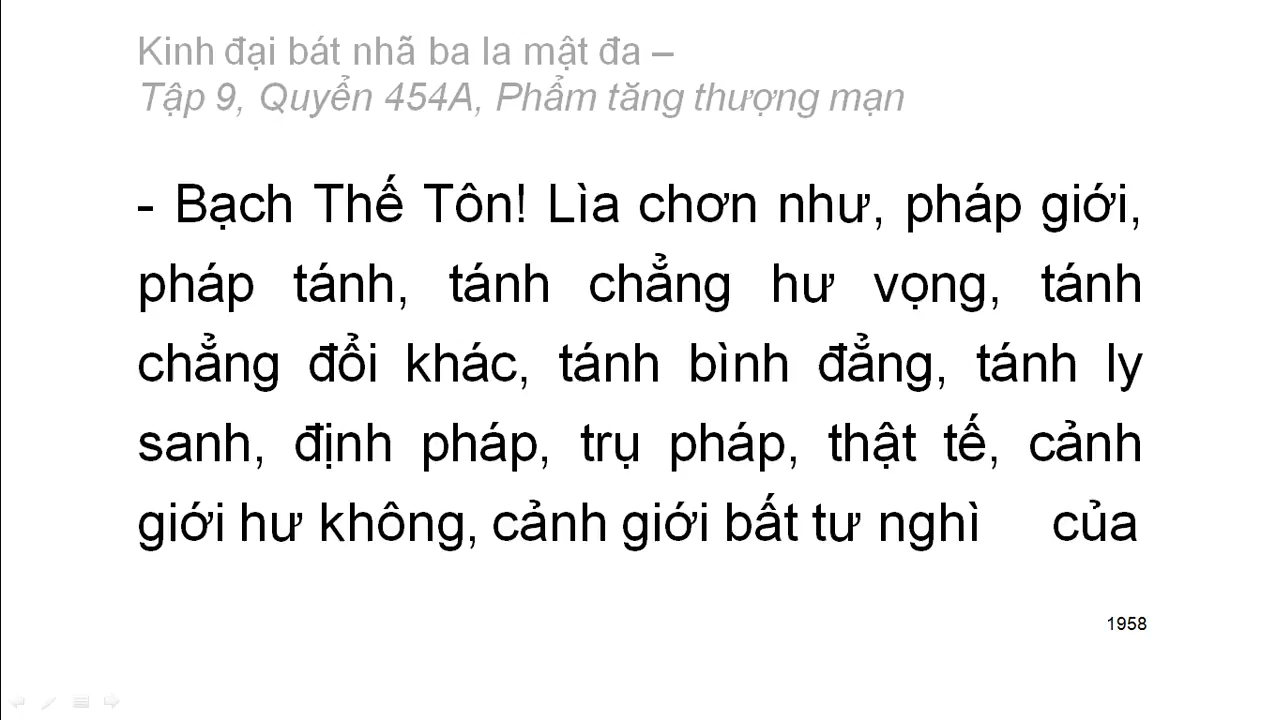 Kinh đại bát nhã ba la mật đa –
Tập 9, Quyển 454A, Phẩm tăng thượng mạn
- Bạch Thế Tôn! Lìa chơn như, pháp giới,
pháp tánh, tánh chẳng hư vọng, tánh
chẳng đổi khác, tánh bình đẳng, tánh ly
sanh, định pháp, trụ pháp, thật tế, cảnh
giới hư không, cảnh giới bất tư nghì của
1958